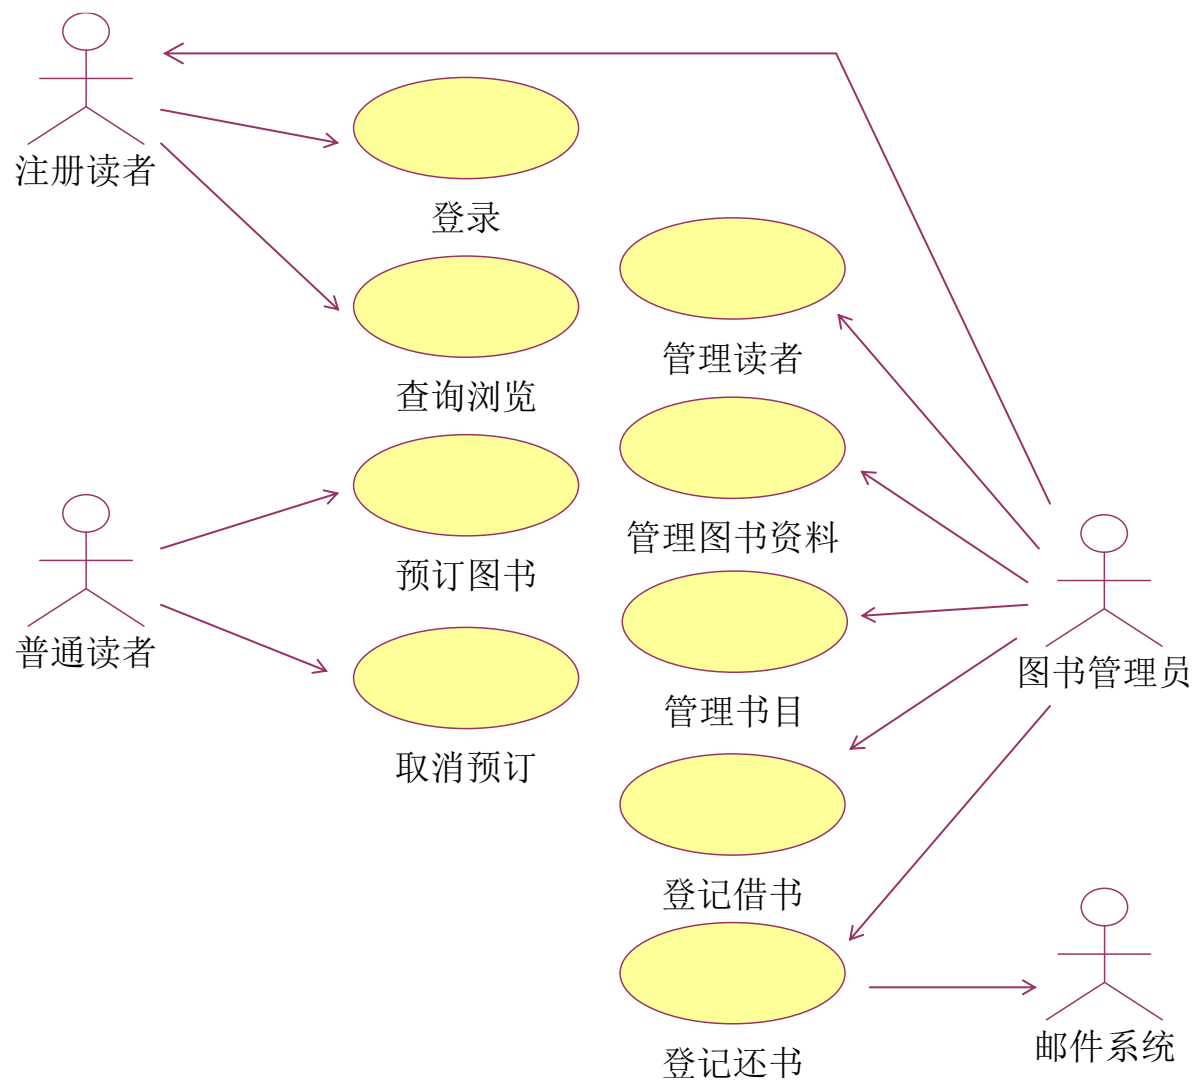 注册读者
登录
查询浏览
管理读者
管理图书资料
预订图书
普通读者
图书管理员
管理书目
取消预订
登记借书
邮件系统
登记还书